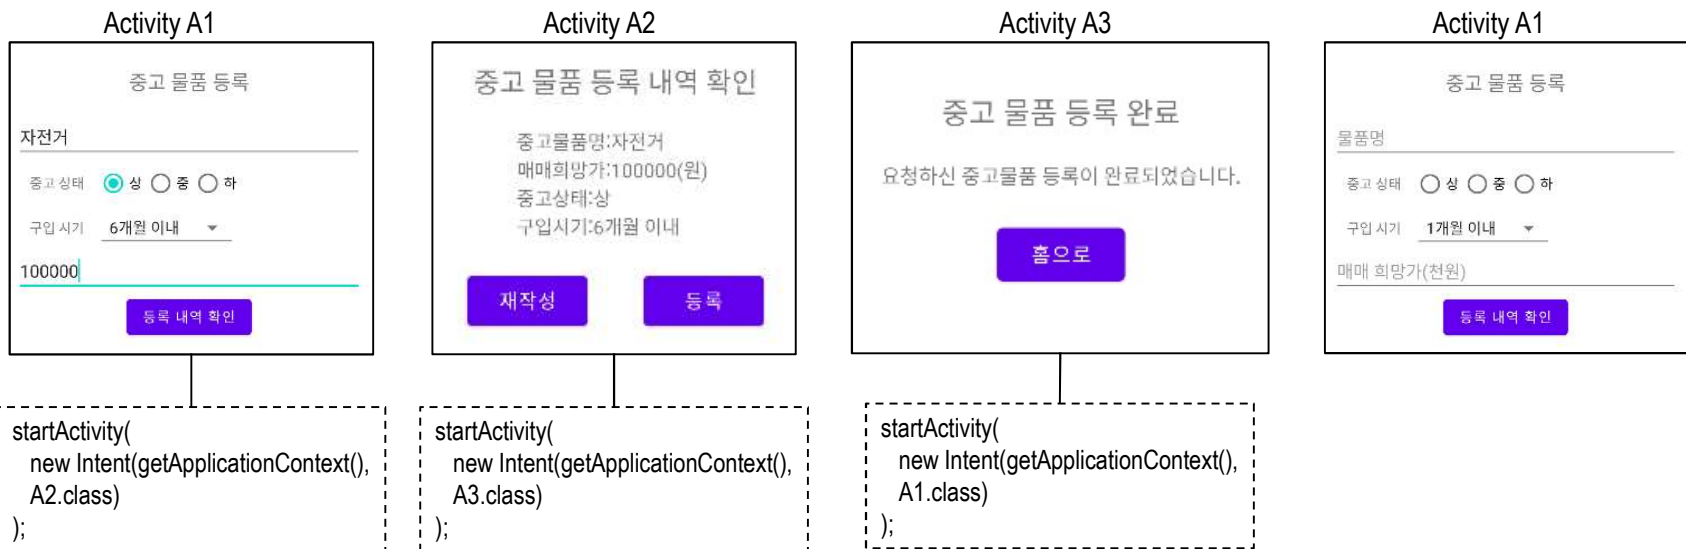 Activity A1
중고 물품 등록
자전거
중고 상태 상 중 하
구입 시기 6개월 이내
100000
등록 내역 확인
startActivity(
new Intent(getApplicationContext(),
A2.class)
);
Activity A2
중고 물품 등록 내역 확인
중고물품명:자전거
매매희망가:100000(원)
중고상태:상
구입시기:6개월 이내
재작성 등록
startActivity(
new Intent(getApplicationContext(),
A3.class)
);
Activity A3
중고 물품 등록 완료
요청하신 중고물품 등록이 완료되었습니다.
홈으로
startActivity(
new Intent(getApplicationContext(),
A1.class)
);
Activity A1
중고 물품 등록
물품명
중고 상태 상 중 하
구입 시기 1개월 이내
매매 희망가(천원)
등록 내역 확인